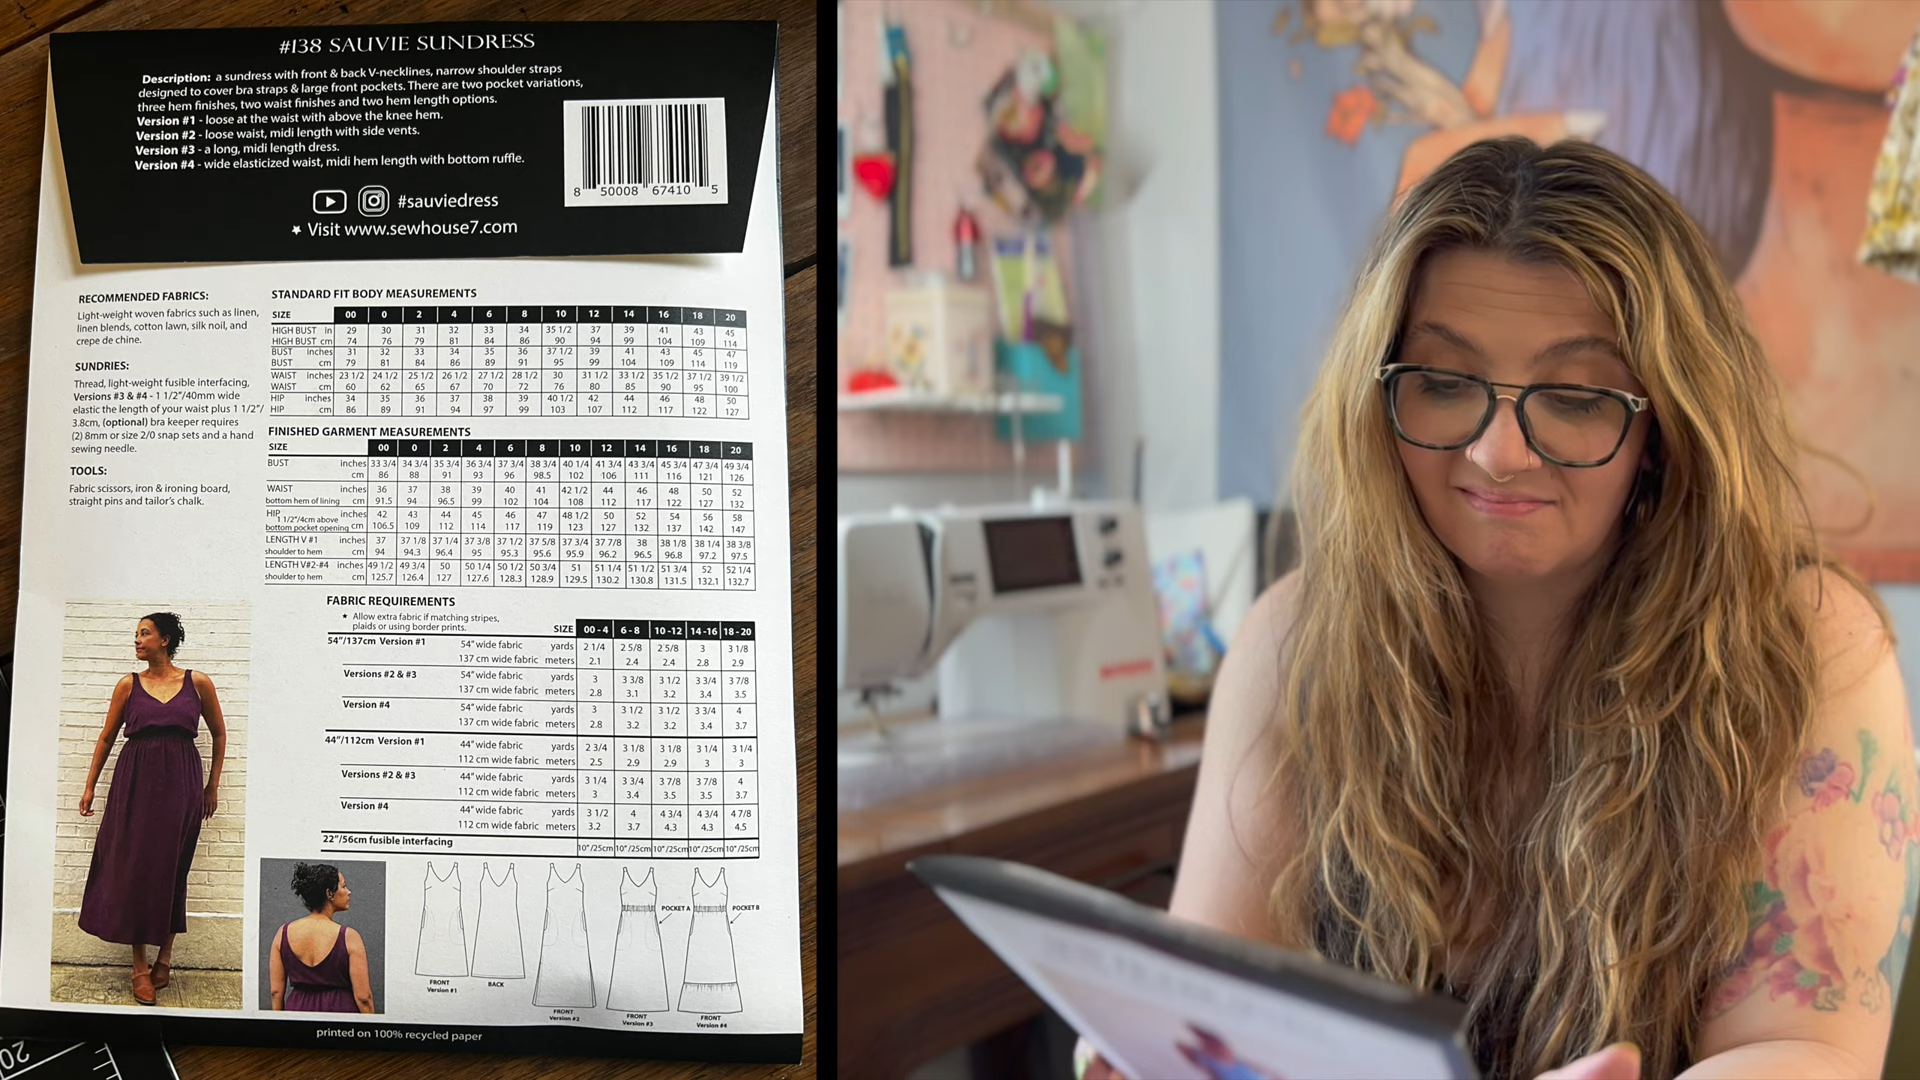 #138 SAUVIE SUNDRESS
Description: a sundress with front & back V-necklines, narrow shoulder straps
designed to cover bra straps & large front pockets. There are two pocket variations,
three hem finishes, two waist finishes and two hem length options.
Version #1 - loose at the waist with above the knee hem.
Version #2 - loose waist, midi length with side vents.
Version #3 - a long, midi length dress.
Version #4 - wide elasticized waist, midi hem length with bottom ruffle.
8 50008 67410 5
#sauviedress
★ Visit www.sewhouse7.com
RECOMMENDED FABRICS:
Light-weight woven fabrics such as linen,
linen blends, cotton lawn, silk noil, and
crepe de chine.
SUNDRIES:
Thread, light-weight fusible interfacing,
Versions #3 & #4 - 1 1/2"/40mm wide
elastic the length of your waist plus 1 1/2"/
3.8cm, (optional) bra keeper requires
(2) 8mm or size 2/0 snap sets and a hand
sewing needle.
TOOLS:
Fabric scissors, iron & ironing board,
straight pins and tailor's chalk.
STANDARD FIT BODY MEASUREMENTS
SIZE 00 0 2 4 6 8 10 12 14 16 18 20
HIGH BUST in 29 30 31 32 33 34 35 1/2 37 39 41 43 45
HIGH BUST cm 74 76 79 81 84 86 90 94 99 104 109 114
BUST inches 31 32 33 34 35 36 37 1/2 39 41 43 45 47
BUST cm 79 81 84 86 89 91 95 99 104 109 114 119
WAIST inches 23 1/2 24 1/2 25 1/2 26 1/2 27 1/2 28 1/2 30 31 1/2 33 1/2 35 1/2 37 1/2 39 1/2
WAIST cm 60 62 65 67 70 72 76 80 85 90 95 100
HIP inches 34 35 36 37 38 39 40 1/2 42 44 46 48 50
HIP cm 86 89 91 94 97 99 103 107 112 117 122 127
FINISHED GARMENT MEASUREMENTS
SIZE 00 0 2 4 6 8 10 12 14 16 18 20
BUST inches 33 3/4 34 3/4 35 3/4 36 3/4 37 3/4 38 3/4 40 1/4 41 3/4 43 3/4 45 3/4 47 3/4 49 3/4
cm 86 88 91 93 96 98.5 102 106 111 116 121 126
WAIST inches 36 37 38 39 40 41 42 1/2 44 46 48 50 52
bottom hem of lining cm 91.5 94 96.5 99 102 104 108 112 117 122 127 132
HIP inches 42 43 44 45 46 47 48 1/2 50 52 54 56 58
1 1/2"/4cm above
bottom pocket opening cm 106.5 109 112 114 117 119 123 127 132 137 142 147
LENGTH V #1 inches 37 37 1/8 37 1/4 37 3/8 37 1/2 37 5/8 37 3/4 37 7/8 38 38 1/8 38 1/4 38 3/8
shoulder to hem cm 94 94.3 96.4 95 95.3 95.6 95.9 96.2 96.5 96.8 97.2 97.5
LENGTH V#2-#4 inches 49 1/2 49 3/4 50 50 1/4 50 1/2 50 3/4 51 51 1/4 51 1/2 51 3/4 52 52 1/4
shoulder to hem cm 125.7 126.4 127 127.6 128.3 128.9 129.5 130.2 130.8 131.5 132.1 132.7
FABRIC REQUIREMENTS
★ Allow extra fabric if matching stripes,
plaids or using border prints.
SIZE 00 - 4 6 - 8 10 -12 14 -16 18 - 20
54"/137cm Version #1 54" wide fabric yards 2 1/4 2 5/8 2 5/8 3 3 1/8
137 cm wide fabric meters 2.1 2.4 2.4 2.8 2.9
Versions #2 & #3 54" wide fabric yards 3 3 3/8 3 1/2 3 3/4 3 7/8
137 cm wide fabric meters 2.8 3.1 3.2 3.4 3.5
Version #4 54" wide fabric yards 3 3 1/2 3 1/2 3 3/4 4
137 cm wide fabric meters 2.8 3.2 3.2 3.4 3.7
44"/112cm Version #1 44" wide fabric yards 2 3/4 3 1/8 3 1/8 3 1/4 3 1/4
112 cm wide fabric meters 2.5 2.9 2.9 3 3
Versions #2 & #3 44" wide fabric yards 3 1/4 3 3/4 3 7/8 3 7/8 4
112 cm wide fabric meters 3 3.4 3.5 3.5 3.7
Version #4 44" wide fabric yards 3 1/2 4 4 3/4 4 3/4 4 7/8
112 cm wide fabric meters 3.2 3.7 4.3 4.3 4.5
22"/56cm fusible interfacing 10"/25cm 10"/25cm 10"/25cm 10"/25cm 10"/25cm
POCKET A
POCKET B
FRONT
Version #1
BACK
FRONT
Version #2
FRONT
Version #3
FRONT
Version #4
printed on 100% recycled paper
20